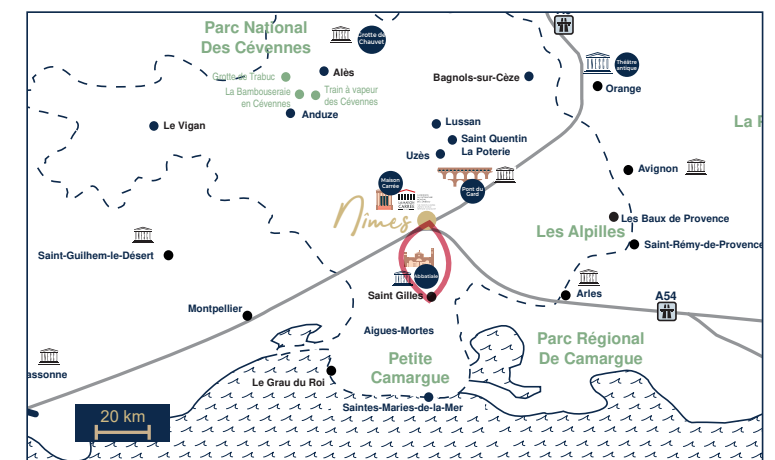 Parc National
Des Cévennes
Grotte de
Chauvet
Grotte de Trabuc
Alès
La Bambouseraie
en Cévennes
Train à vapeur
des Cévennes
Anduze
Le Vigan
Bagnols-sur-Cèze
Théâtre
antique
Orange
La
Lussan
Saint Quentin
La Poterie
Uzès
Avignon
Maison
Carrée
Pont du
Gard
Nîmes
Les Baux de Provence
Les Alpilles
Saint-Rémy-de-Provence
Saint-Guilhem-le-Désert
Abbatiale
Saint Gilles
Arles
A54
Montpellier
Aigues-Mortes
Parc Régional
De Camargue
Petite
Camargue
assonne
Le Grau du Roi
Saintes-Maries-de-la-Mer
20 km